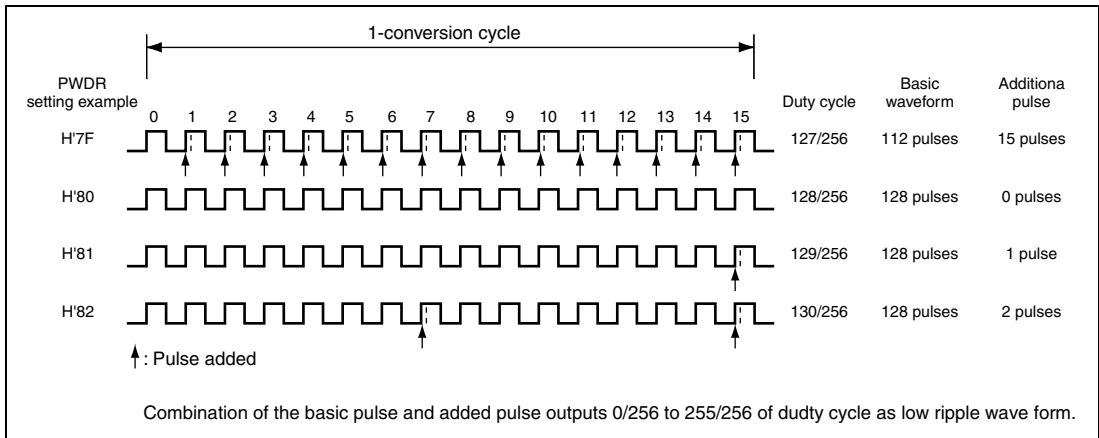 1-conversion cycle
PWDR
setting example
Duty cycle
Basic
waveform
Additiona
pulse
0 1 2 3 4 5 6 7 8 9 10 11 12 13 14 15
H'7F 127/256 112 pulses 15 pulses
H'80 128/256 128 pulses 0 pulses
H'81 129/256 128 pulses 1 pulse
H'82 130/256 128 pulses 2 pulses
: Pulse added
Combination of the basic pulse and added pulse outputs 0/256 to 255/256 of dudty cycle as low ripple wave form.